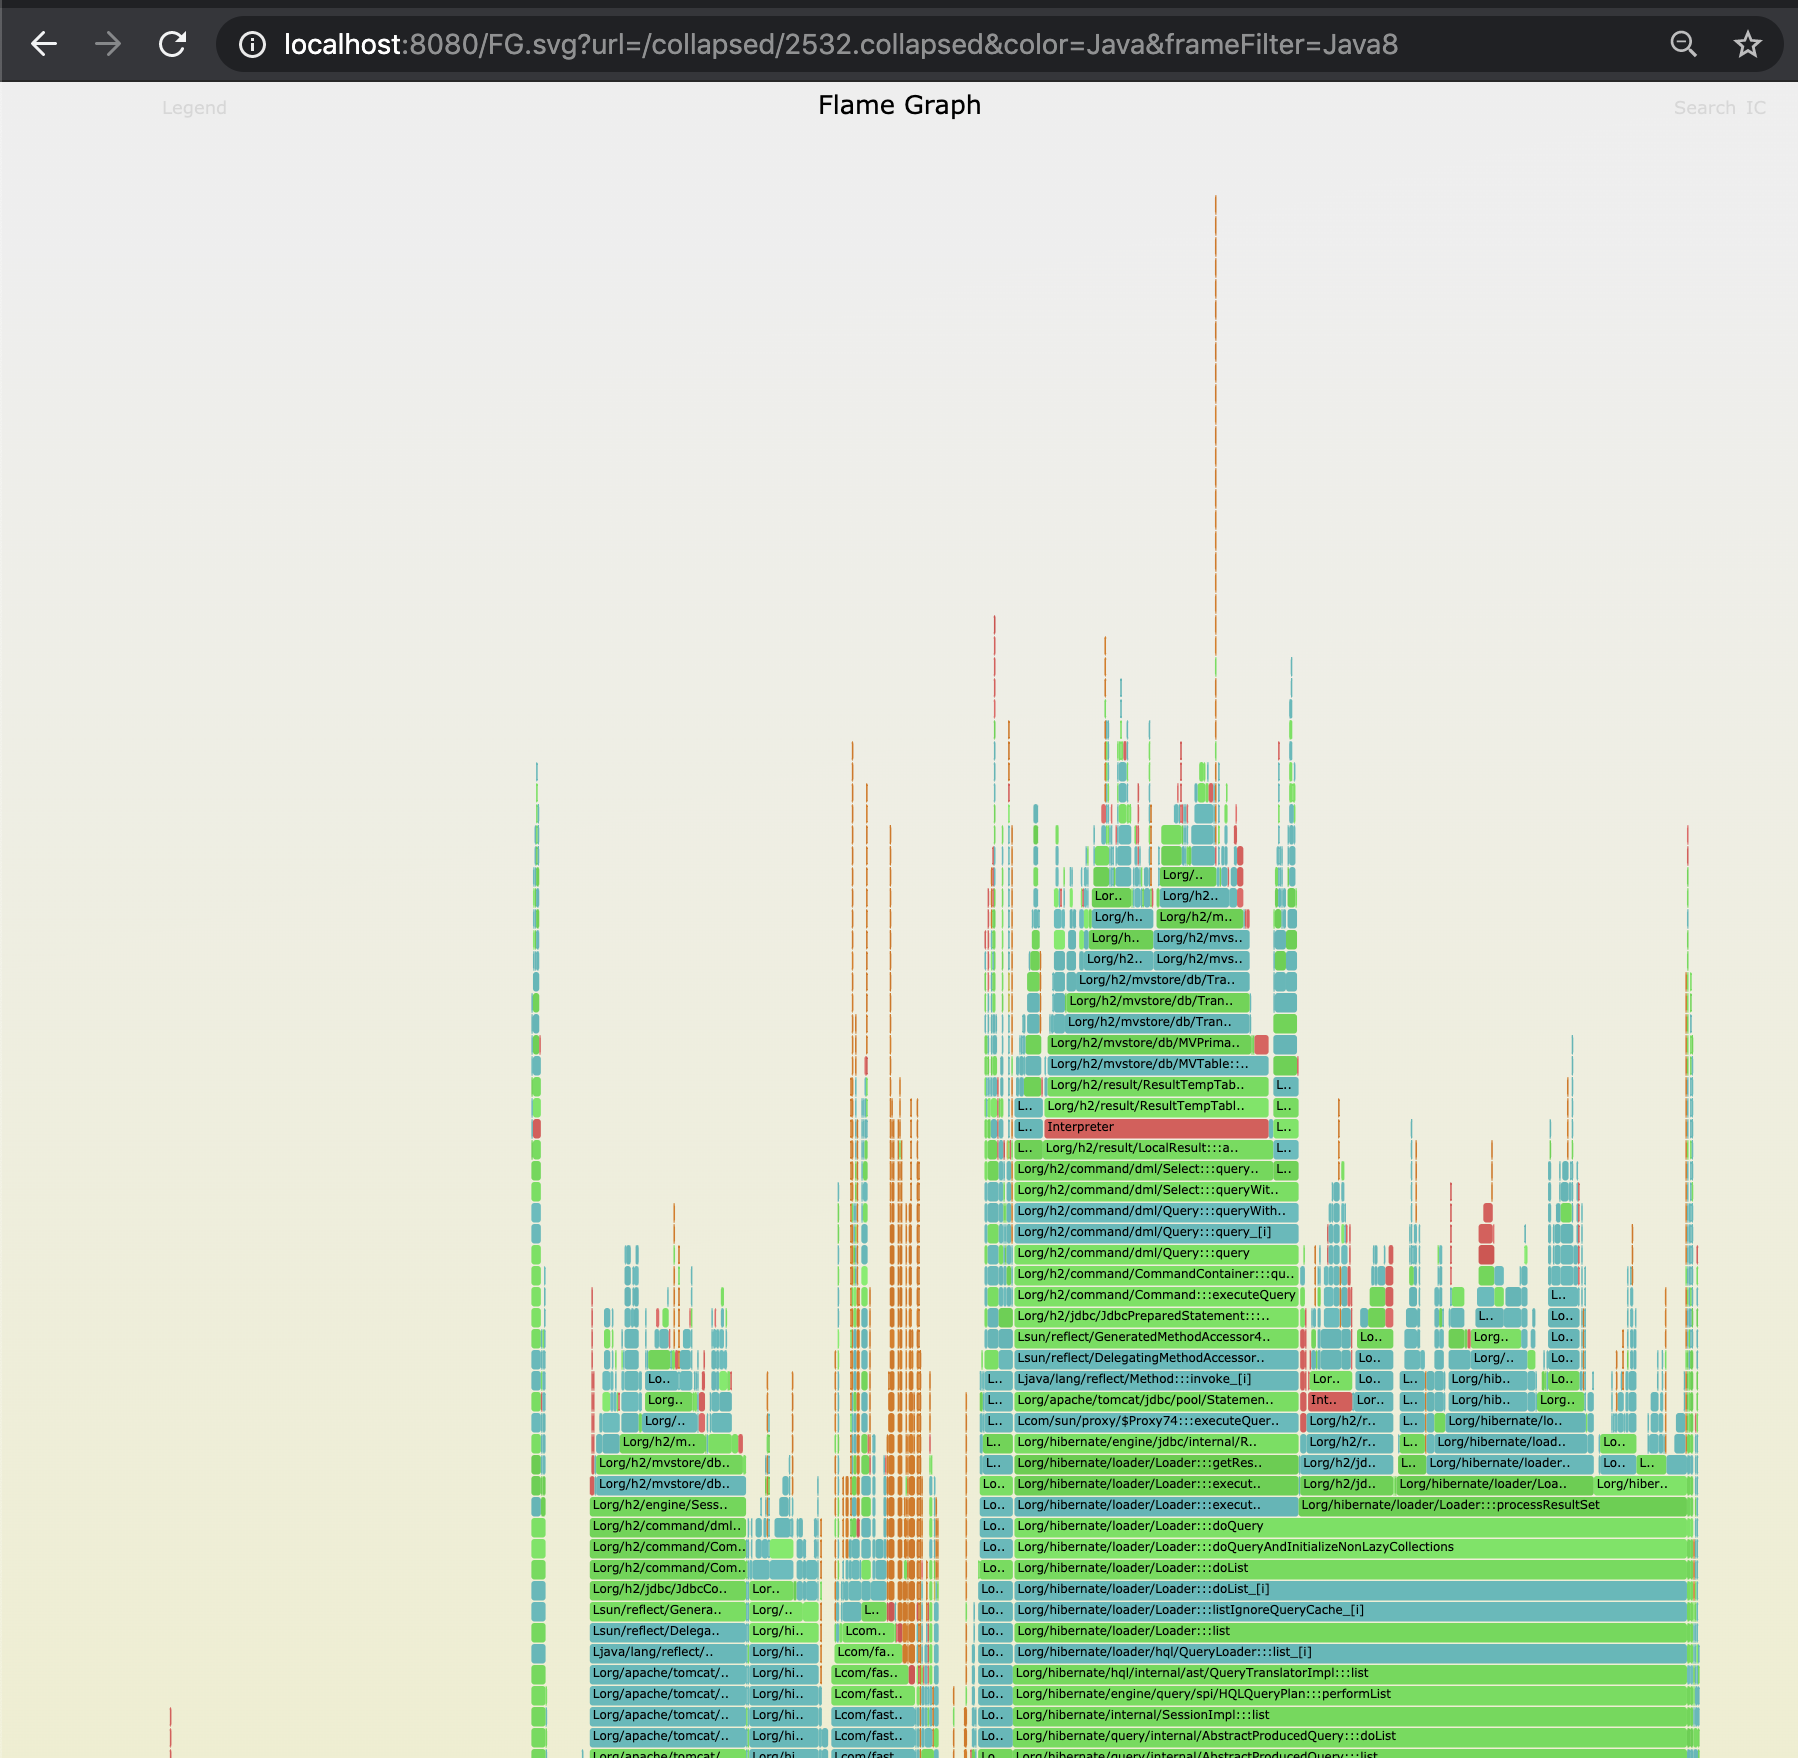 localhost:8080/FG.svg?url=/collapsed/2532.collapsed&color=Java&frameFilter=Java8
Legend
Flame Graph
Search IC
Lorg/..
Lor.. Lorg/h2..
Lorg/h.. Lorg/h2/m..
Lorg/h.. Lorg/h2/mvs..
Lorg/h2.. Lorg/h2/mvs..
Lorg/h2/mvstore/db/Tra..
Lorg/h2/mvstore/db/Tran..
Lorg/h2/mvstore/db/Tran..
Lorg/h2/mvstore/db/MVPrima..
Lorg/h2/mvstore/db/MVTable::..
Lorg/h2/result/ResultTempTab.. L..
L.. Lorg/h2/result/ResultTempTabl.. L..
L.. Interpreter L..
L.. Lorg/h2/result/LocalResult:::a.. L..
Lorg/h2/command/dml/Select:::query.. L..
Lorg/h2/command/dml/Select:::queryWit..
Lorg/h2/command/dml/Query:::queryWith..
Lorg/h2/command/dml/Query:::query_[i]
Lorg/h2/command/dml/Query:::query
Lorg/h2/command/CommandContainer:::qu..
Lorg/h2/command/Command:::executeQuery L..
Lorg/h2/jdbc/JdbcPreparedStatement:::.. L.. Lo..
Lsun/reflect/GeneratedMethodAccessor4.. Lo.. Lorg.. Lo..
Lsun/reflect/DelegatingMethodAccessor.. Lo.. Lorg/.. Lo..
Lo.. L.. Ljava/lang/reflect/Method:::invoke_[i] Lor.. Lo.. L.. Lorg/hib.. Lo..
Lorg.. L.. Lorg/apache/tomcat/jdbc/pool/Statemen.. Int.. Lor.. L.. Lorg/hib.. Lorg..
Lorg/.. L.. Lcom/sun/proxy/$Proxy74:::executeQuer.. Lorg/h2/r.. L.. Lorg/hibernate/lo..
Lorg/h2/m.. L.. Lorg/hibernate/engine/jdbc/internal/R.. Lorg/h2/r.. L.. Lorg/hibernate/load.. Lo..
Lorg/h2/mvstore/db.. L.. Lorg/hibernate/loader/Loader:::getRes.. Lorg/h2/jd.. L.. Lorg/hibernate/loader.. Lo.. L..
Lorg/h2/mvstore/db.. Lo.. Lorg/hibernate/loader/Loader:::execut.. Lorg/h2/jd.. Lorg/hibernate/loader/Loa.. Lorg/hiber..
Lorg/h2/engine/Sess.. Lo.. Lorg/hibernate/loader/Loader:::execut.. Lorg/hibernate/loader/Loader:::processResultSet
Lorg/h2/command/dml.. Lo.. Lorg/hibernate/loader/Loader:::doQuery
Lorg/h2/command/Com.. Lo.. Lorg/hibernate/loader/Loader:::doQueryAndInitializeNonLazyCollections
Lorg/h2/command/Com.. Lo.. Lorg/hibernate/loader/Loader:::doList
Lorg/h2/jdbc/JdbcCo.. Lor.. Lo.. Lorg/hibernate/loader/Loader:::doList_[i]
Lsun/reflect/Genera.. Lorg/.. L.. Lo.. Lorg/hibernate/loader/Loader:::listIgnoreQueryCache_[i]
Lsun/reflect/Delega.. Lorg/hi.. Lcom.. Lo.. Lorg/hibernate/loader/Loader:::list
Ljava/lang/reflect/.. Lorg/hi.. Lcom/fa.. Lo.. Lorg/hibernate/loader/hql/QueryLoader:::list_[i]
Lorg/apache/tomcat/.. Lorg/hi.. Lcom/fas.. Lo.. Lorg/hibernate/hql/internal/ast/QueryTranslatorImpl:::list
Lorg/apache/tomcat/.. Lorg/hi.. Lcom/fast.. Lo.. Lorg/hibernate/engine/query/spi/HQLQueryPlan:::performList
Lorg/apache/tomcat/.. Lorg/hi.. Lcom/fast.. Lo.. Lorg/hibernate/internal/SessionImpl:::list
Lorg/apache/tomcat/.. Lorg/hi.. Lcom/fast.. Lo.. Lorg/hibernate/query/internal/AbstractProducedQuery:::doList
Lorg/apache/tomcat/.. Lorg/hi.. Lcom/fast.. Lo.. Lorg/hibernate/query/internal/AbstractProducedQuery:::list